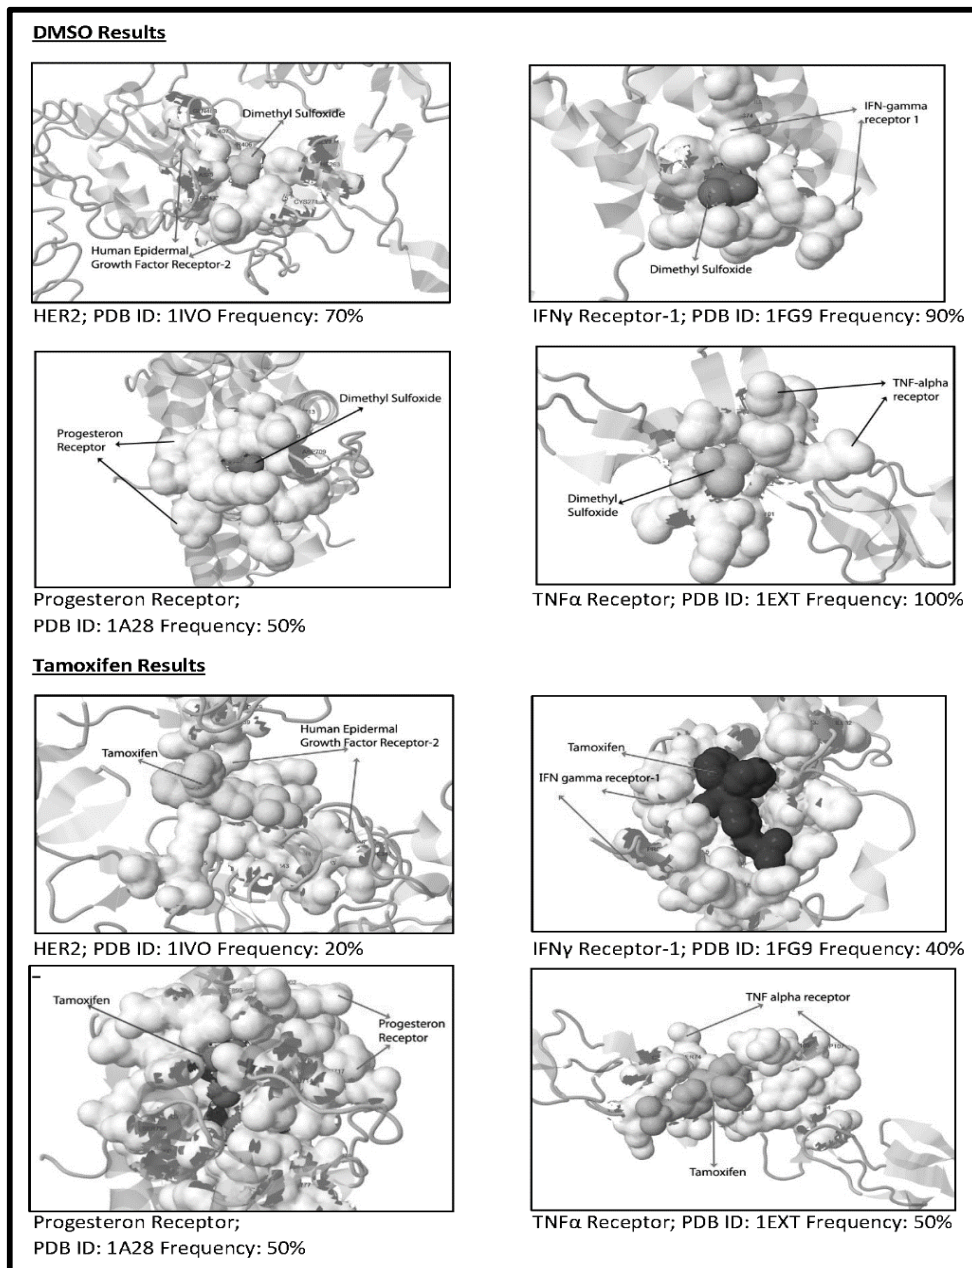 DMSO Results
Dimethyl Sulfoxide
CYS271
Human Epidermal
Growth Factor Receptor-2
HER2; PDB ID: 1IVO Frequency: 70%
IFN-gamma
receptor 1
Dimethyl Sulfoxide
IFNγ Receptor-1; PDB ID: 1FG9 Frequency: 90%
Dimethyl Sulfoxide
Progesteron
Receptor
Progesteron Receptor;
PDB ID: 1A28 Frequency: 50%
TNF-alpha
receptor
Dimethyl
Sulfoxide
TNFα Receptor; PDB ID: 1EXT Frequency: 100%
Tamoxifen Results
Human Epidermal
Growth Factor Receptor-2
Tamoxifen
HER2; PDB ID: 1IVO Frequency: 20%
Tamoxifen
IFN gamma receptor-1
IFNγ Receptor-1; PDB ID: 1FG9 Frequency: 40%
Tamoxifen
Progesteron
Receptor
Progesteron Receptor;
PDB ID: 1A28 Frequency: 50%
TNF alpha receptor
Tamoxifen
TNFα Receptor; PDB ID: 1EXT Frequency: 50%